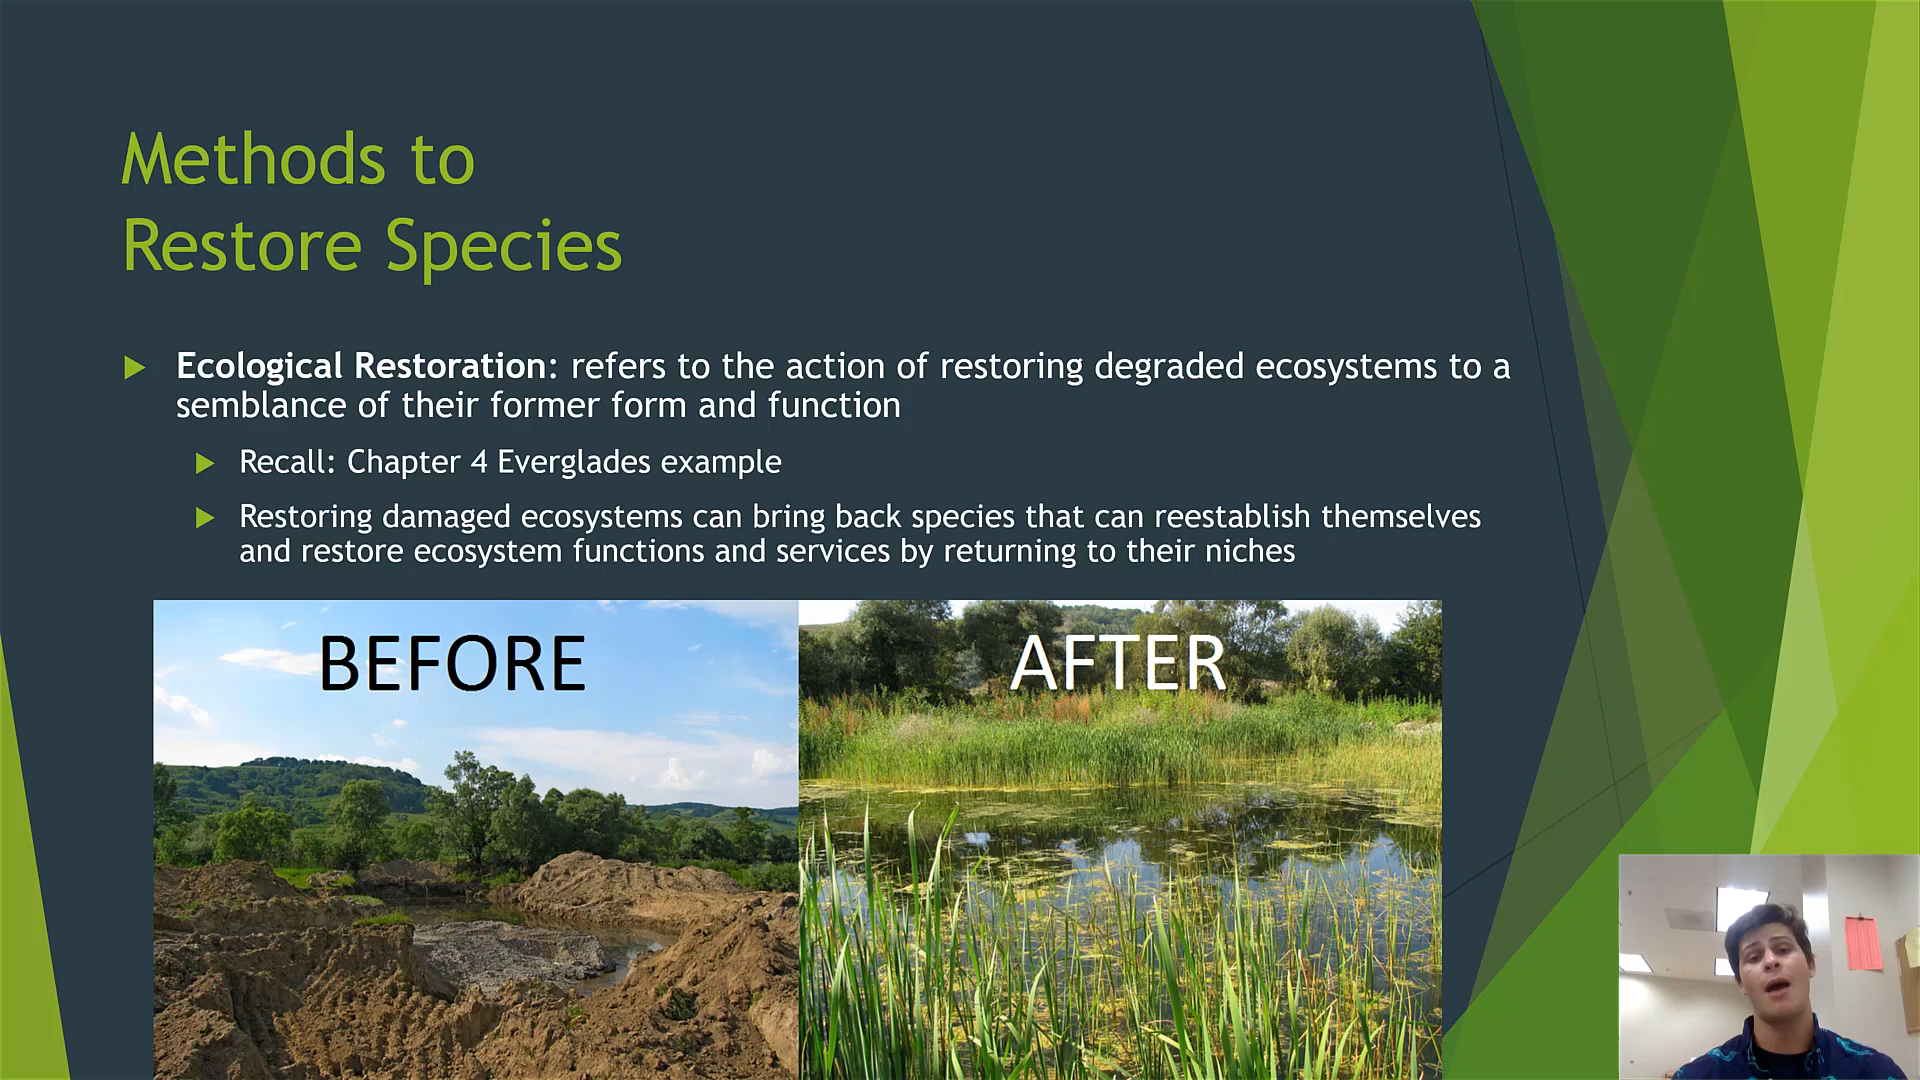 Methods to
Restore Species
Ecological Restoration: refers to the action of restoring degraded ecosystems to a
semblance of their former form and function
Recall: Chapter 4 Everglades example
Restoring damaged ecosystems can bring back species that can reestablish themselves
and restore ecosystem functions and services by returning to their niches
BEFORE
AFTER